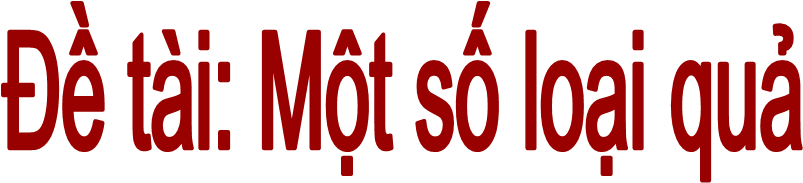 Đề tài: Một số loại quả